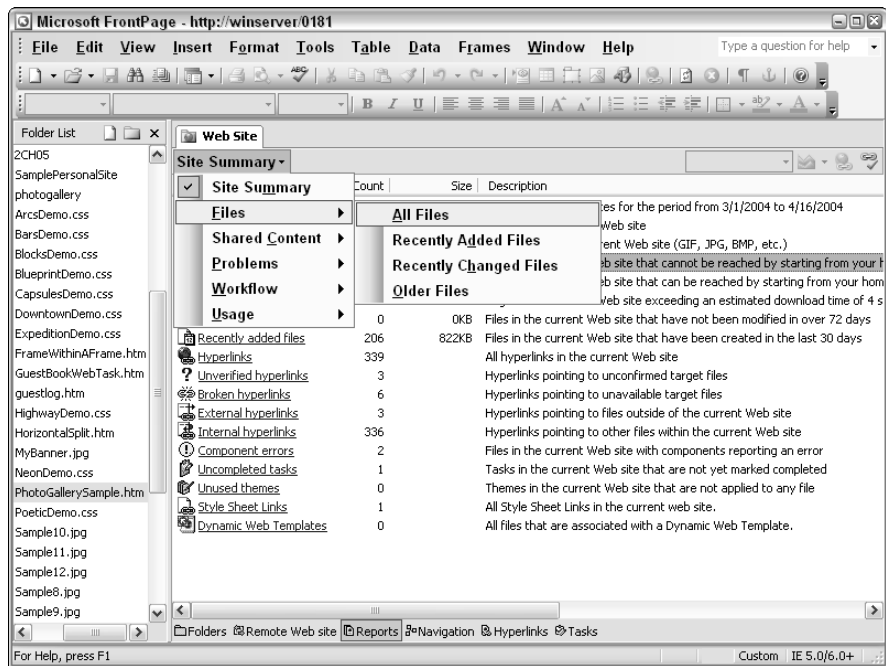 Microsoft FrontPage - http://winserver/0181
File Edit View Insert Format Tools Table Data Frames Window Help Type a question for help
B I U A A ab A
Folder List
Web Site
2CH05
SamplePersonalSite
photogallery
ArcsDemo.css
BarsDemo.css
BlocksDemo.css
BlueprintDemo.css
CapsulesDemo.css
DowntownDemo.css
ExpeditionDemo.css
FrameWithinAFrame.htm
GuestBookWebTask.htm
guestlog.htm
HighwayDemo.css
HorizontalSplit.htm
MyBanner.jpg
NeonDemo.css
PhotoGallerySample.htm
PoeticDemo.css
Sample10.jpg
Sample11.jpg
Sample12.jpg
Sample8.jpg
Sample9.jpg
Site Summary
Count Size Description
Site Summary
Files
Shared Content
Problems
Workflow
Usage
All Files
Recently Added Files
Recently Changed Files
Older Files
es for the period from 3/1/2004 to 4/16/2004
Web site
rent Web site (GIF, JPG, BMP, etc.)
eb site that cannot be reached by starting from your h
eb site that can be reached by starting from your hom
Web site exceeding an estimated download time of 4 s
0 0KB Files in the current Web site that have not been modified in over 72 days
Recently added files 206 822KB Files in the current Web site that have been created in the last 30 days
Hyperlinks 339 All hyperlinks in the current Web site
? Unverified hyperlinks 3 Hyperlinks pointing to unconfirmed target files
Broken hyperlinks 6 Hyperlinks pointing to unavailable target files
External hyperlinks 3 Hyperlinks pointing to files outside of the current Web site
Internal hyperlinks 336 Hyperlinks pointing to other files within the current Web site
Component errors 2 Files in the current Web site with components reporting an error
Uncompleted tasks 1 Tasks in the current Web site that are not yet marked completed
Unused themes 0 Themes in the current Web site that are not applied to any file
Style Sheet Links 1 All Style Sheet Links in the current web site.
Dynamic Web Templates 0 All files that are associated with a Dynamic Web Template.
Folders Remote Web site Reports Navigation Hyperlinks Tasks
For Help, press F1 Custom IE 5.0/6.0+